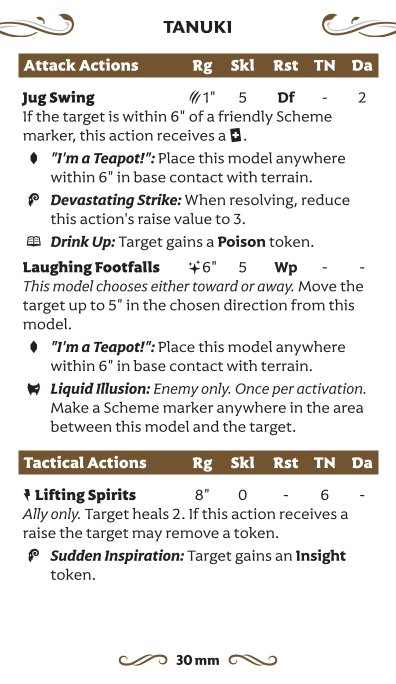 TANUKI
Attack Actions Rg Skl Rst TN Da
Jug Swing 1" 5 Df - 2
If the target is within 6" of a friendly Scheme
marker, this action receives a .
"I'm a Teapot!": Place this model anywhere
within 6" in base contact with terrain.
Devastating Strike: When resolving, reduce
this action's raise value to 3.
Drink Up: Target gains a Poison token.
Laughing Footfalls 6" 5 Wp - -
This model chooses either toward or away. Move the
target up to 5" in the chosen direction from this
model.
"I'm a Teapot!": Place this model anywhere
within 6" in base contact with terrain.
Liquid Illusion: Enemy only. Once per activation.
Make a Scheme marker anywhere in the area
between this model and the target.
Tactical Actions Rg Skl Rst TN Da
Lifting Spirits 8" 0 - 6 -
Ally only. Target heals 2. If this action receives a
raise the target may remove a token.
Sudden Inspiration: Target gains an Insight
token.
30 mm